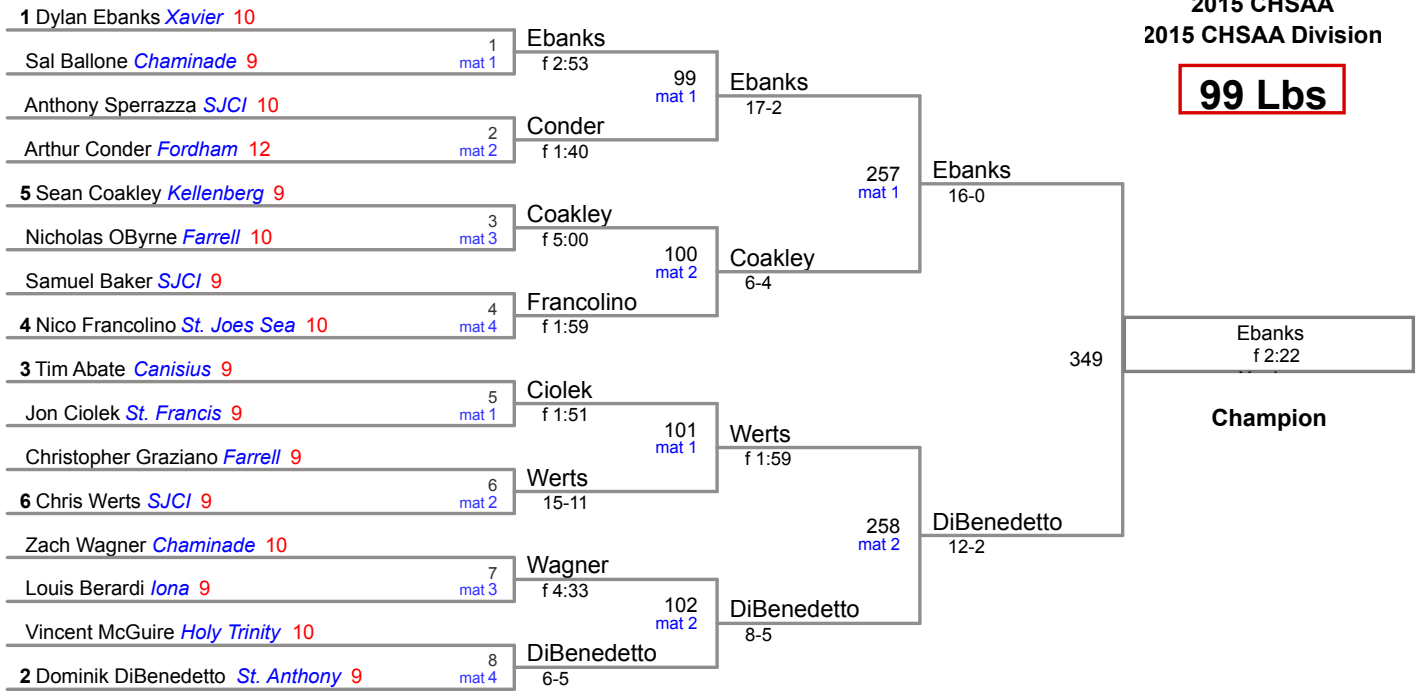 2015 CHSAA
2015 CHSAA Division
99 Lbs
1 Dylan Ebanks Xavier 10
1
mat 1
Sal Ballone Chaminade 9
Ebanks
f 2:53
Anthony Sperrazza SJCI 10
2
mat 2
Arthur Conder Fordham 12
Conder
f 1:40
99
mat 1
Ebanks
17-2
5 Sean Coakley Kellenberg 9
3
mat 3
Nicholas OByrne Farrell 10
Coakley
f 5:00
Samuel Baker SJCI 9
4
mat 4
4 Nico Francolino St. Joes Sea 10
Francolino
f 1:59
100
mat 2
Coakley
6-4
257
mat 1
Ebanks
16-0
3 Tim Abate Canisius 9
5
mat 1
Jon Ciolek St. Francis 9
Ciolek
f 1:51
Christopher Graziano Farrell 9
6
mat 2
6 Chris Werts SJCI 9
Werts
15-11
101
mat 1
Werts
f 1:59
Zach Wagner Chaminade 10
7
mat 3
Louis Berardi Iona 9
Wagner
f 4:33
Vincent McGuire Holy Trinity 10
8
mat 4
2 Dominik DiBenedetto St. Anthony 9
DiBenedetto
6-5
102
mat 2
DiBenedetto
8-5
258
mat 2
DiBenedetto
12-2
349
Ebanks
f 2:22
Champion